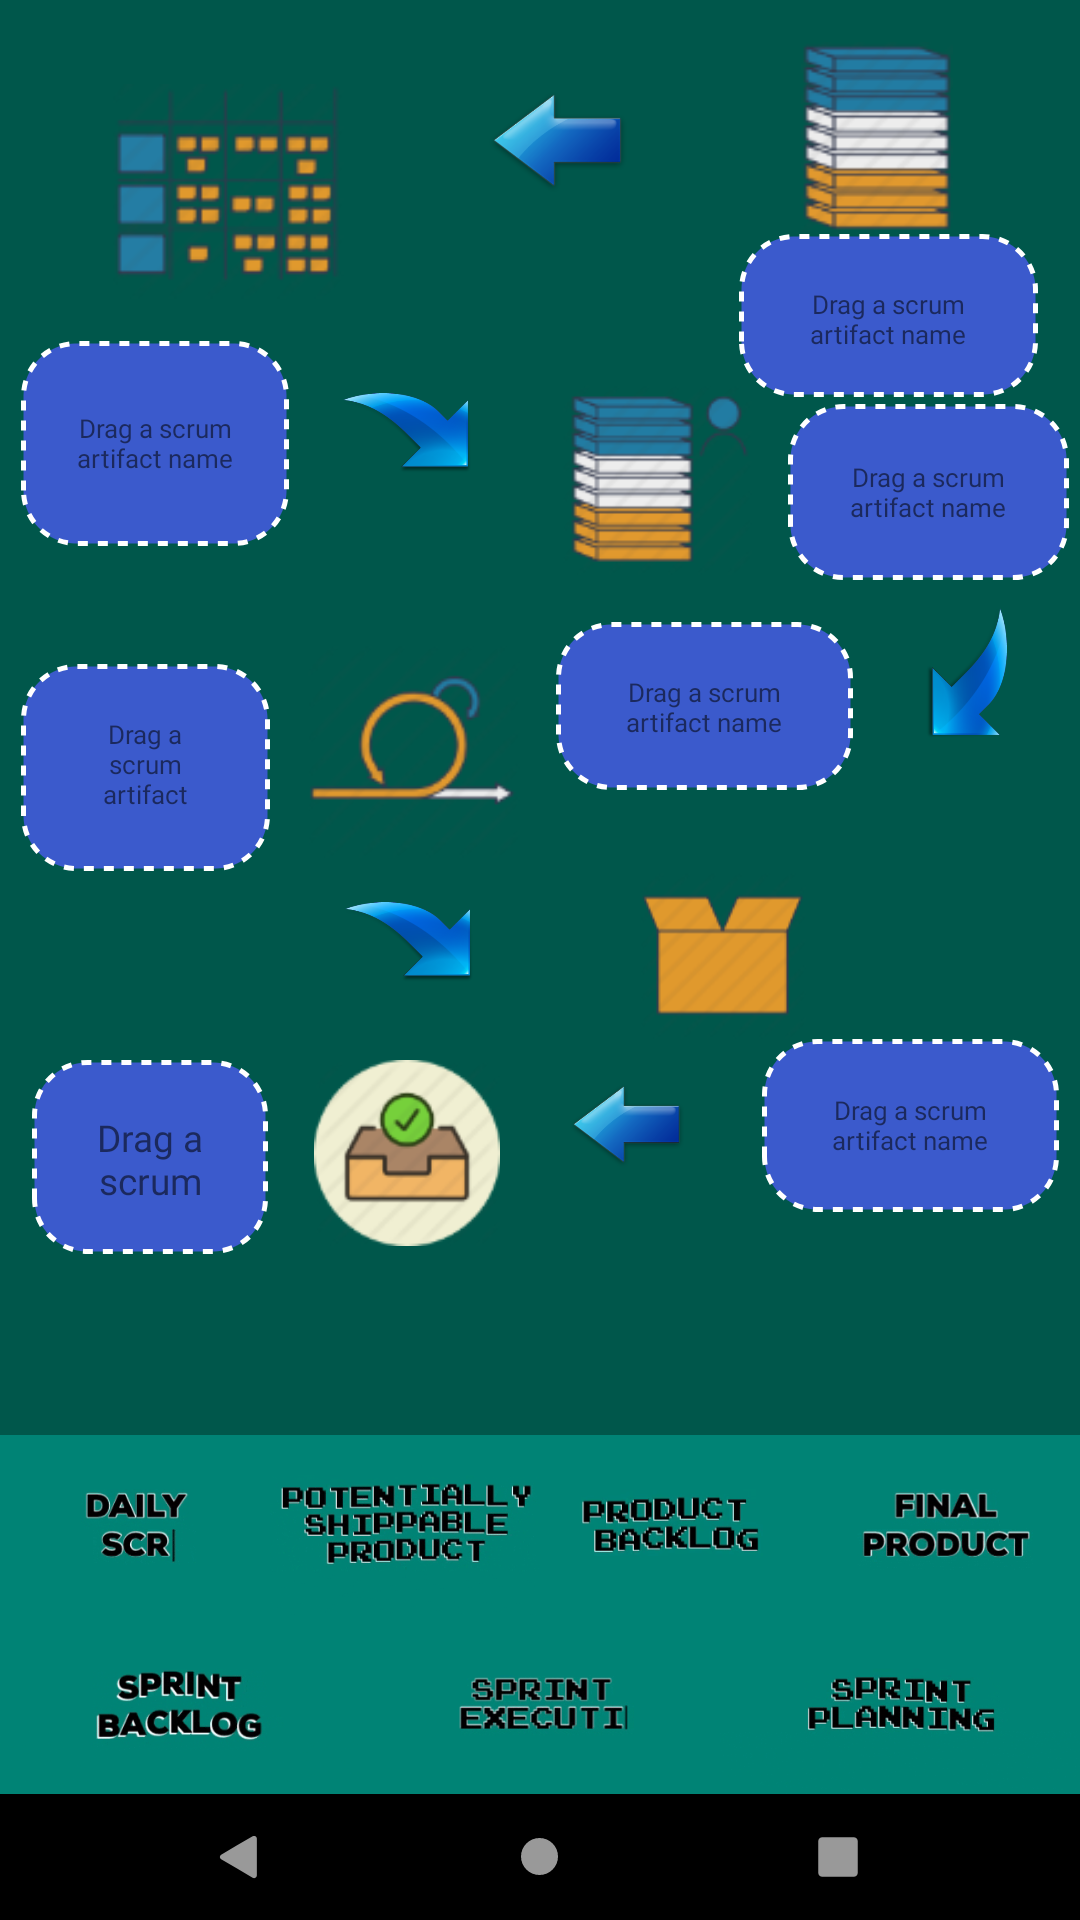 Drag a scrum
artifact name
Drag a scrum
artifact name
Drag a scrum
artifact name
Drag a scrum
artifact name
Drag a
scrum
artifact
Drag a scrum
artifact name
Drag a
scrum
DAILY
SCR
POTENTIALLY
SHIPPABLE
PRODUCT
PRODUCT
BACKLOG
FINAL
PRODUCT
SPRINT
BACKLOG
SPRINT
EXECUTI
SPRINT
PLANNING